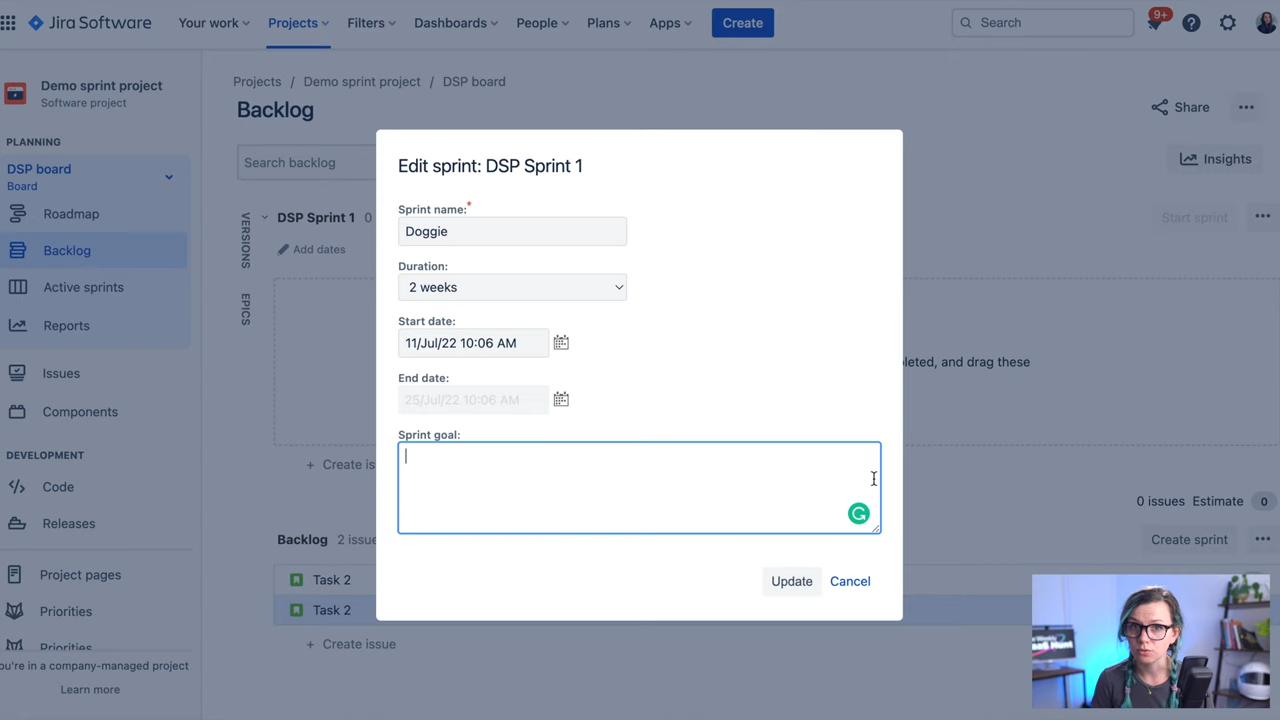 Jira Software
Your work
Projects
Filters
Dashboards
People
Plans
Apps
Create
Search
9+
Demo sprint project
Software project
PLANNING
DSP board
Board
Roadmap
Backlog
Active sprints
Reports
Issues
Components
DEVELOPMENT
Code
Releases
Project pages
Priorities
Priorities
You're in a company-managed project
Learn more
Projects / Demo sprint project / DSP board
Backlog
Share
Search backlog
Insights
VERSIONS
EPICS
DSP Sprint 1 0
Start sprint
Add dates
pleted, and drag these
+ Create is
0 issues Estimate 0
Backlog 2 issue
Create sprint
Task 2
Task 2
+ Create issue
Edit sprint: DSP Sprint 1
Sprint name:*
Doggie
Duration:
2 weeks
Start date:
11/Jul/22 10:06 AM
End date:
25/Jul/22 10:06 AM
Sprint goal:
Update
Cancel